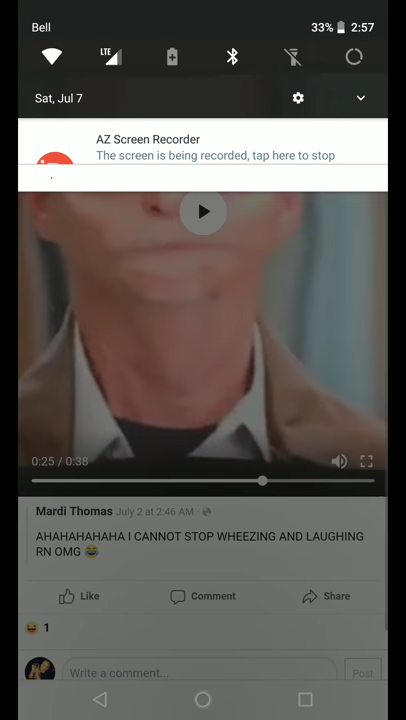 Bell 33% 2:57
LTE
Sat, Jul 7
AZ Screen Recorder
The screen is being recorded, tap here to stop
0:25 / 0:38
Mardi Thomas July 2 at 2:46 AM ·
AHAHAHAHAHA I CANNOT STOP WHEEZING AND LAUGHING
RN OMG 😂
Like Comment Share
😆 1
Write a comment... Post